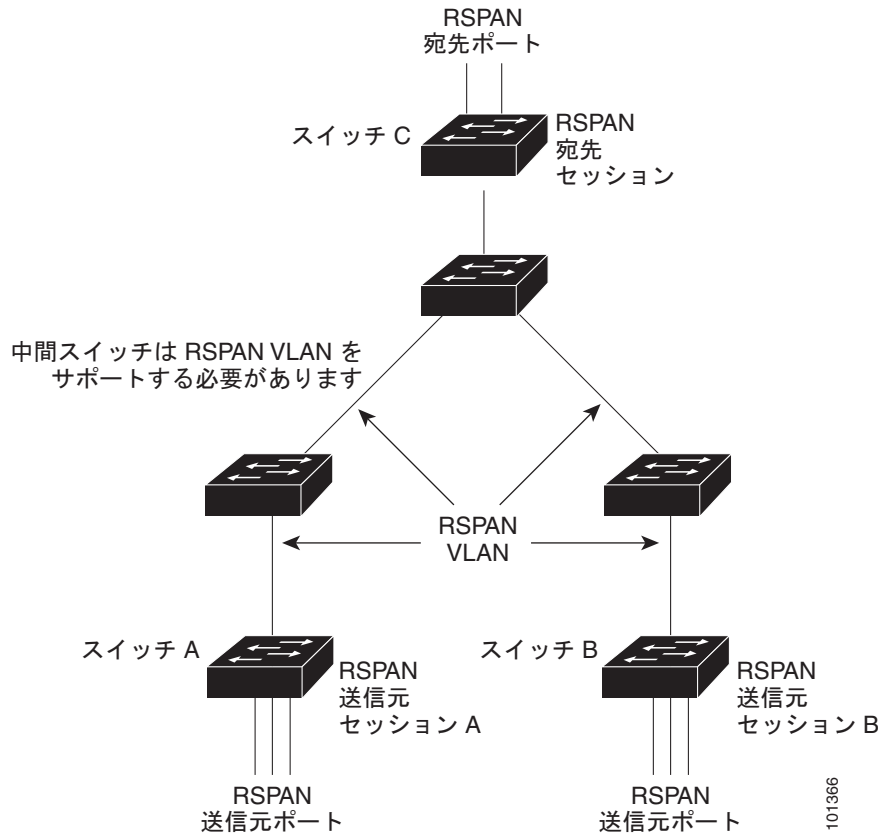 RSPAN
宛先ポート
スイッチ C
RSPAN
宛先
セッション
中間スイッチは RSPAN VLAN を
サポートする必要があります
RSPAN
VLAN
スイッチ A
RSPAN
送信元
セッション A
スイッチ B
RSPAN
送信元
セッション B
RSPAN
送信元ポート
RSPAN
送信元ポート
101366